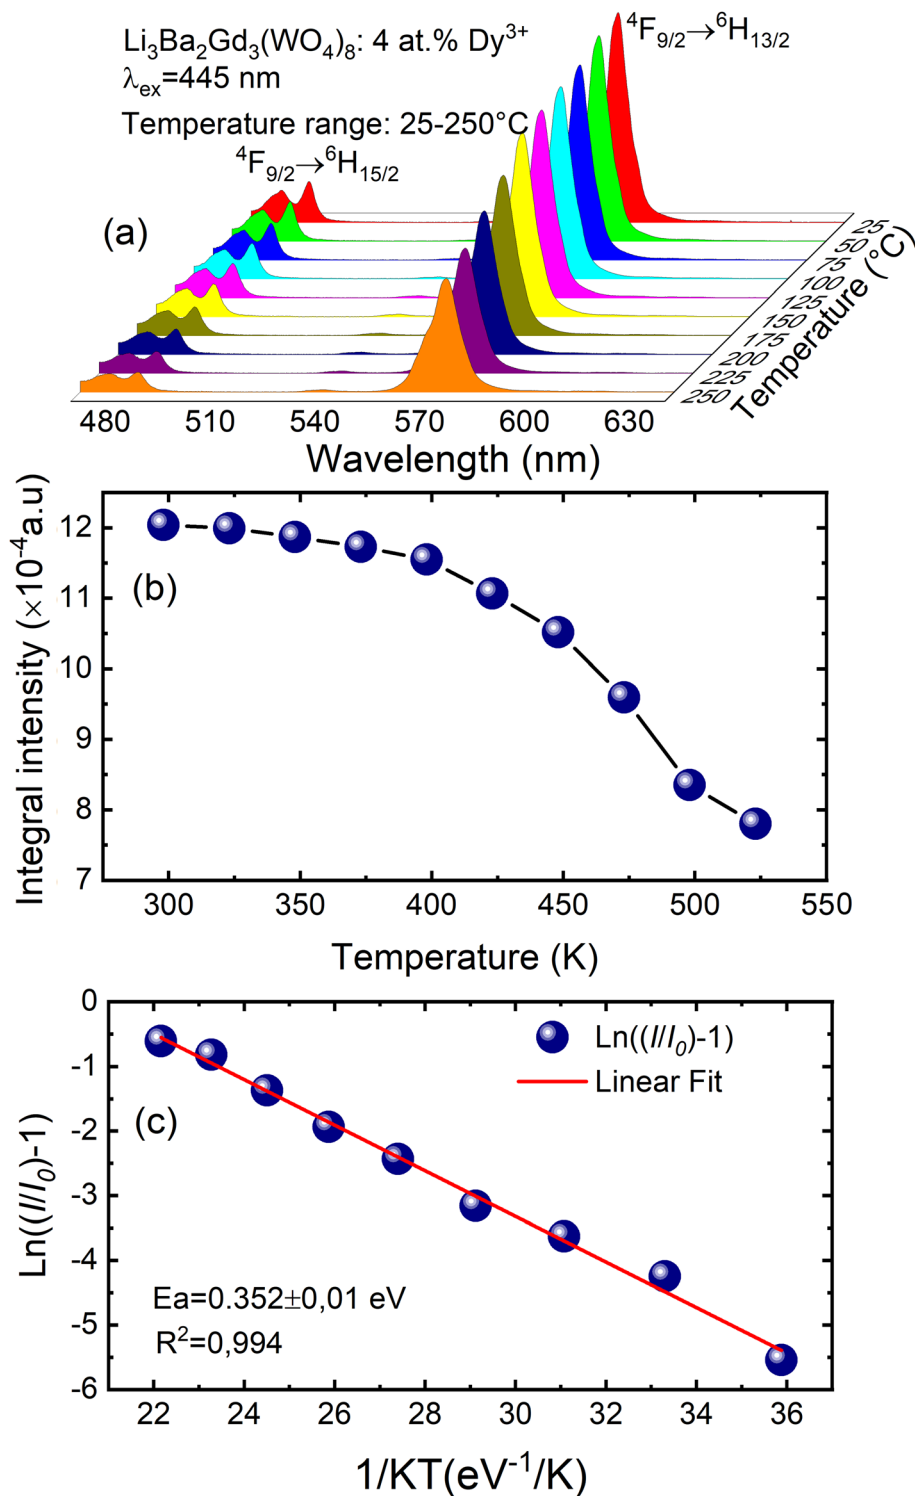 Li₃Ba₂Gd₃(WO₄)₈: 4 at.% Dy³⁺
λₑₓ=445 nm
Temperature range: 25-250°C
⁴F₉/₂→⁶H₁₃/₂
⁴F₉/₂→⁶H₁₅/₂
(a)
25
50
75
100
125
150
175
200
225
250
Temperature (°C)
480 510 540 570 600 630
Wavelength (nm)
12
11
10
9
8
7
Integral intensity (×10⁻⁴a.u)
(b)
300 350 400 450 500 550
Temperature (K)
0
-1
-2
-3
-4
-5
-6
Ln((I/I₀)-1)
Ln((I/I₀)-1)
Linear Fit
(c)
Ea=0.352±0,01 eV
R²=0,994
22 24 26 28 30 32 34 36
1/KT(eV⁻¹/K)